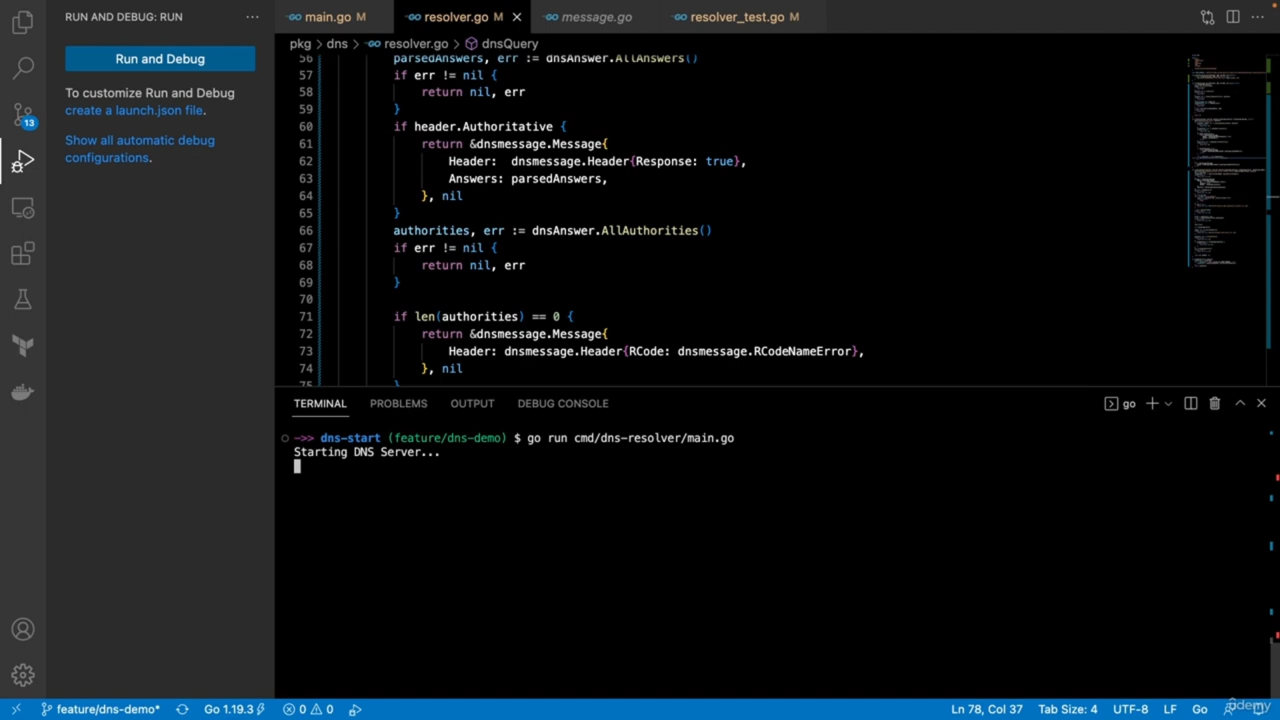 RUN AND DEBUG: RUN
main.go M
resolver.go M
message.go
resolver_test.go M
Run and Debug
To customize Run and Debug
create a launch.json file.
Show all automatic debug
configurations.
13
pkg > dns > resolver.go > dnsQuery
56 parsedAnswers, err := dnsAnswer.AllAnswers()
57 if err != nil {
58 return nil, err
59 }
60 if header.Authoritative {
61 return &dnsmessage.Message{
62 Header: dnsmessage.Header{Response: true},
63 Answers: parsedAnswers,
64 }, nil
65 }
66 authorities, err := dnsAnswer.AllAuthorities()
67 if err != nil {
68 return nil, err
69 }
70
71 if len(authorities) == 0 {
72 return &dnsmessage.Message{
73 Header: dnsmessage.Header{RCode: dnsmessage.RCodeNameError},
74 }, nil
75 }
TERMINAL PROBLEMS OUTPUT DEBUG CONSOLE
go
->> dns-start (feature/dns-demo) $ go run cmd/dns-resolver/main.go
Starting DNS Server...
feature/dns-demo* Go 1.19.3 0 0
Ln 78, Col 37 Tab Size: 4 UTF-8 LF Go
ûdemy